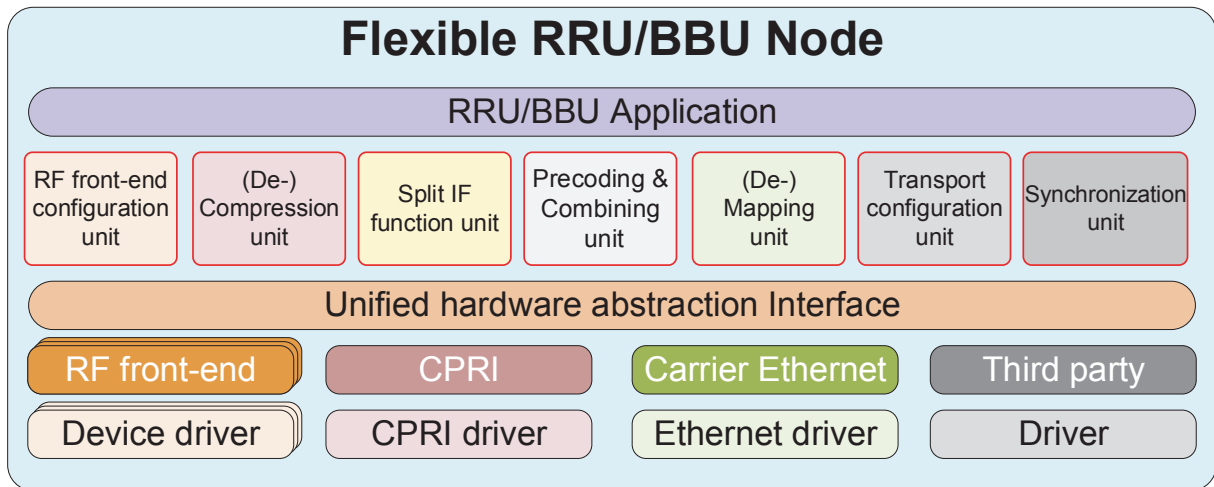 Flexible RRU/BBU Node
RRU/BBU Application
RF front-end
configuration
unit
(De-)
Compression
unit
Split IF
function unit
Precoding &
Combining
unit
(De-)
Mapping
unit
Transport
configuration
unit
Synchronization
unit
Unified hardware abstraction Interface
RF front-end
CPRI
Carrier Ethernet
Third party
Device driver
CPRI driver
Ethernet driver
Driver